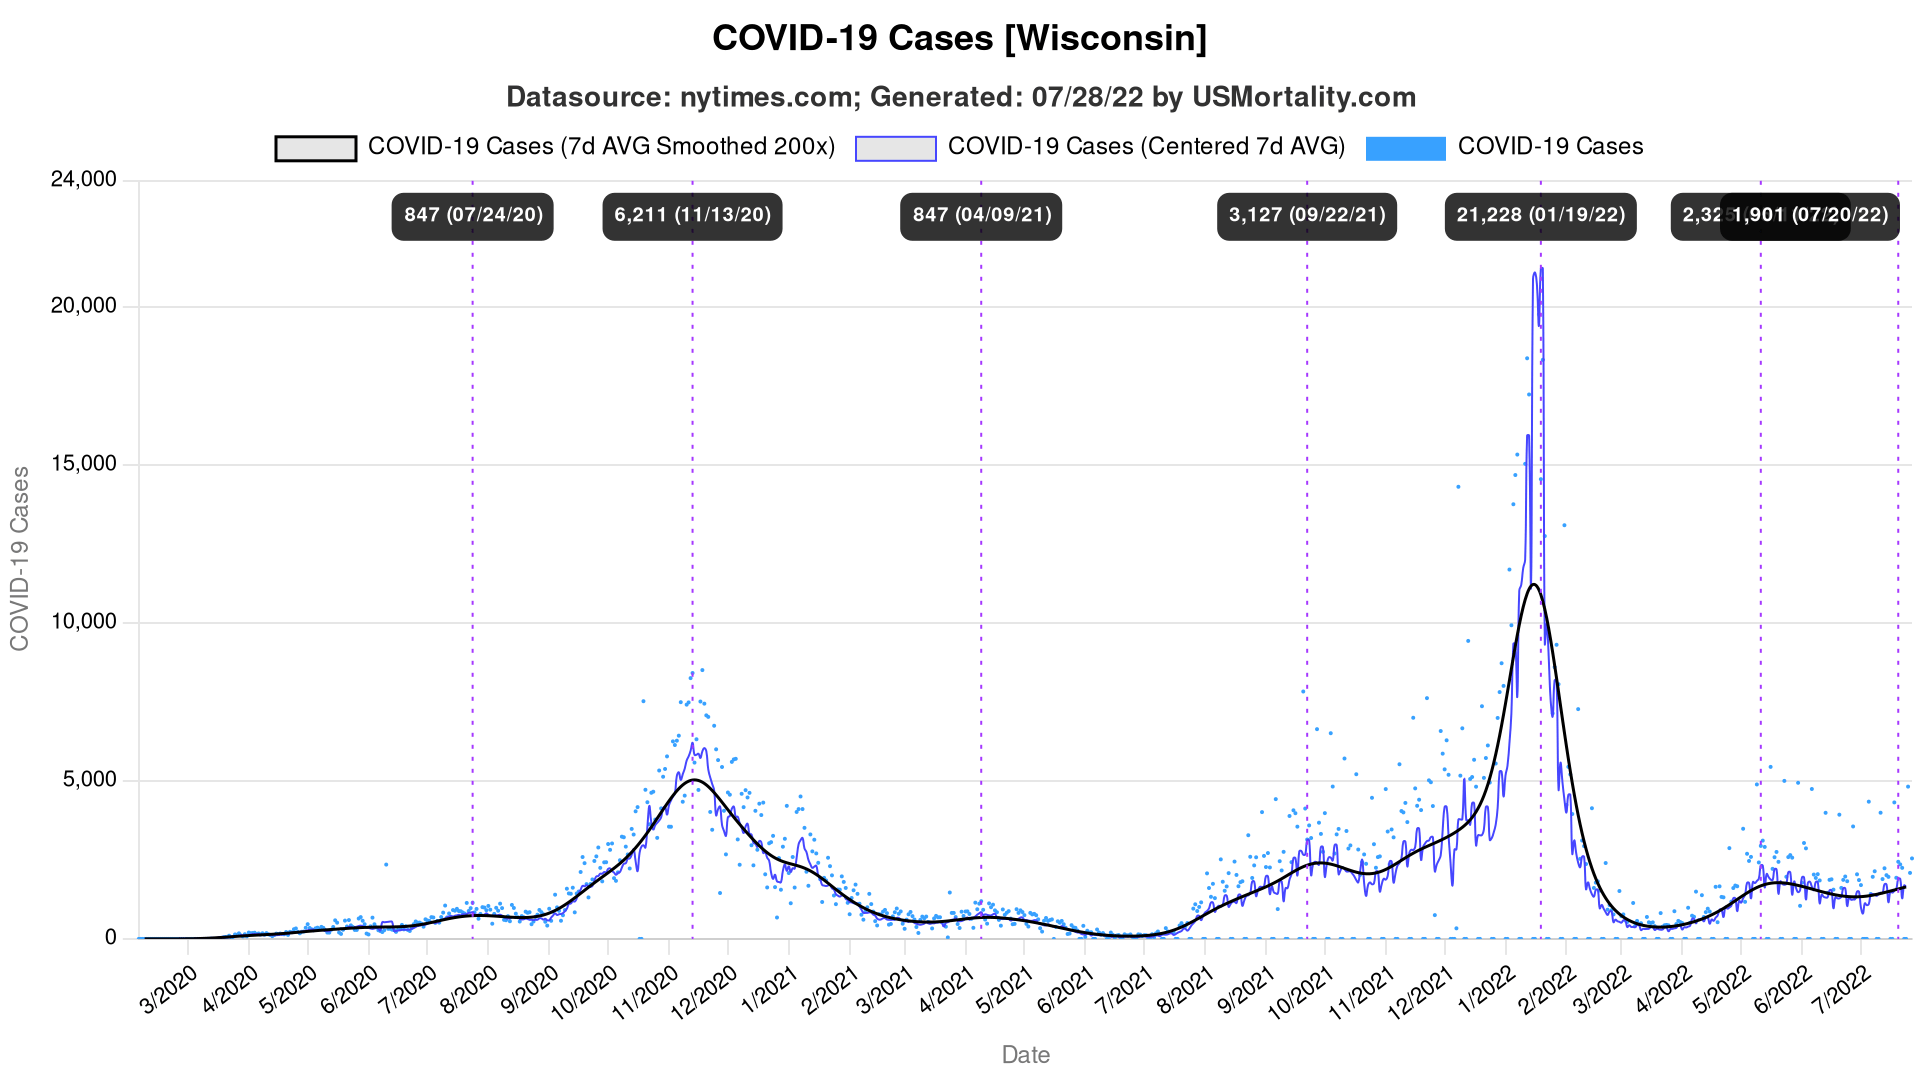 COVID-19 Cases [Wisconsin]
Datasource: nytimes.com; Generated: 07/28/22 by USMortality.com
COVID-19 Cases (7d AVG Smoothed 200x) COVID-19 Cases (Centered 7d AVG) COVID-19 Cases
24,000
847 (07/24/20) 6,211 (11/13/20) 847 (04/09/21) 3,127 (09/22/21) 21,228 (01/19/22) 1,901 (07/20/22)
20,000
15,000
10,000
5,000
0
COVID-19 Cases
3/2020 4/2020 5/2020 6/2020 7/2020 8/2020 9/2020 10/2020 11/2020 12/2020 1/2021 2/2021 3/2021 4/2021 5/2021 6/2021 7/2021 8/2021 9/2021 10/2021 11/2021 12/2021 1/2022 2/2022 3/2022 4/2022 5/2022 6/2022 7/2022
Date